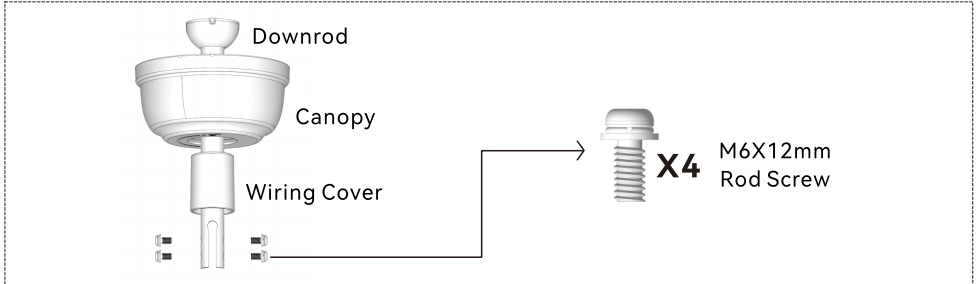 Downrod
Canopy
Wiring Cover
X4
M6X12mm
Rod Screw